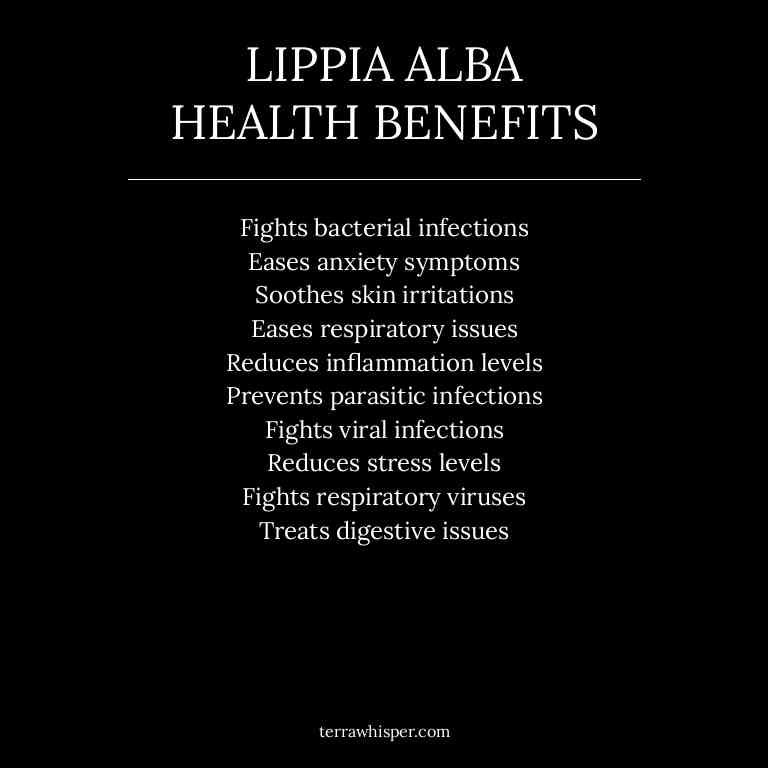 LIPPIA ALBA
HEALTH BENEFITS
Fights bacterial infections
Eases anxiety symptoms
Soothes skin irritations
Eases respiratory issues
Reduces inflammation levels
Prevents parasitic infections
Fights viral infections
Reduces stress levels
Fights respiratory viruses
Treats digestive issues
terrawhisper.com